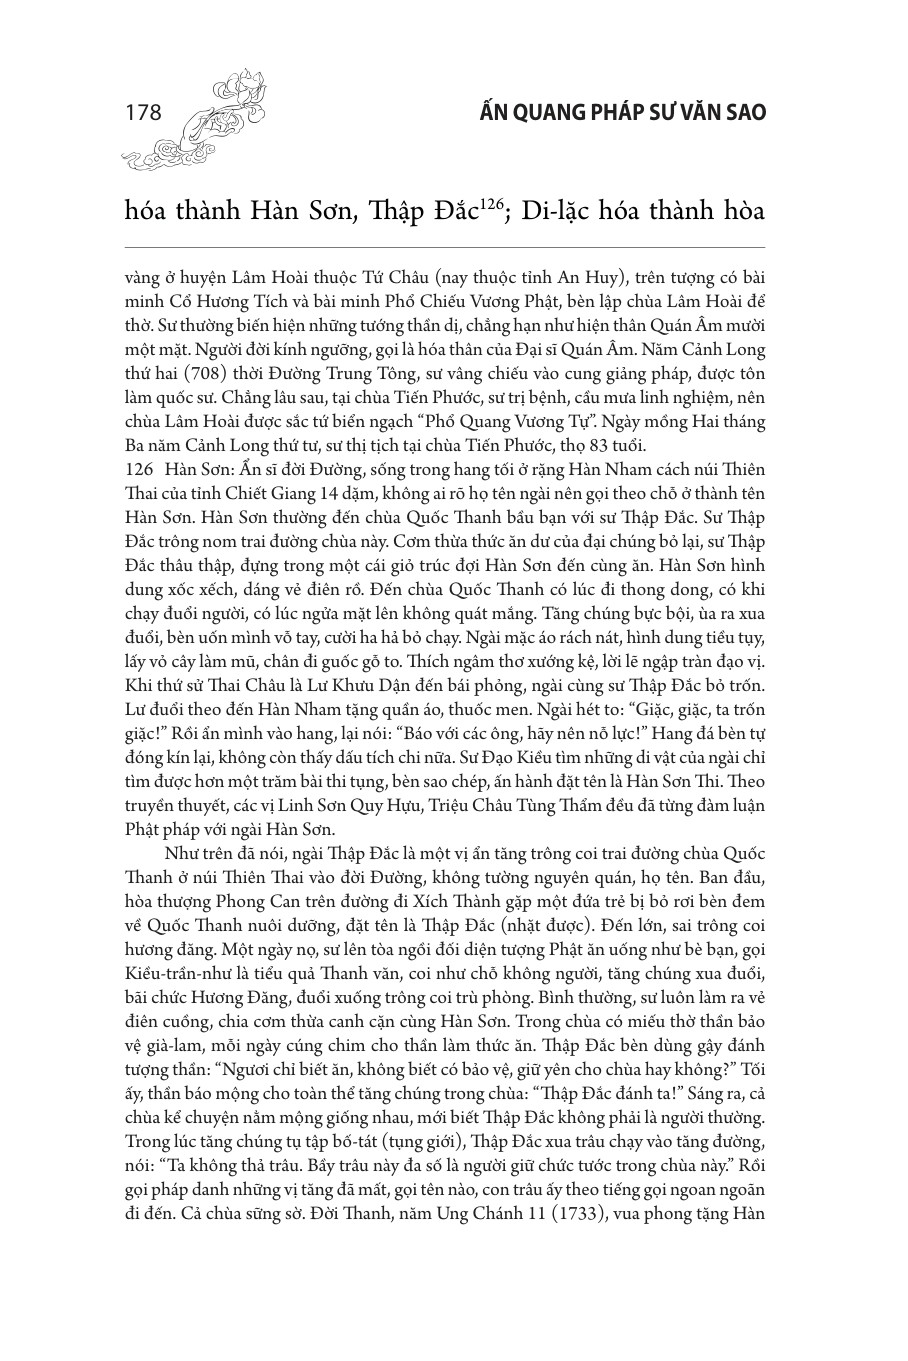 178
ẤN QUANG PHÁP SƯ VĂN SAO
hóa thành Hàn Sơn, Thập Đắc126; Di-lặc hóa thành hòa
vàng ở huyện Lâm Hoài thuộc Tứ Châu (nay thuộc tỉnh An Huy), trên tượng có bài
minh Cổ Hương Tích và bài minh Phổ Chiếu Vương Phật, bèn lập chùa Lâm Hoài để
thờ. Sư thường biến hiện những tướng thần dị, chẳng hạn như hiện thân Quán Âm mười
một mặt. Người đời kính ngưỡng, gọi là hóa thân của Đại sĩ Quán Âm. Năm Cảnh Long
thứ hai (708) thời Đường Trung Tông, sư vâng chiếu vào cung giảng pháp, được tôn
làm quốc sư. Chẳng lâu sau, tại chùa Tiến Phước, sư trị bệnh, cầu mưa linh nghiệm, nên
chùa Lâm Hoài được sắc tứ biển ngạch “Phổ Quang Vương Tự”. Ngày mồng Hai tháng
Ba năm Cảnh Long thứ tư, sư thị tịch tại chùa Tiến Phước, thọ 83 tuổi.
126 Hàn Sơn: Ẩn sĩ đời Đường, sống trong hang tối ở rặng Hàn Nham cách núi Thiên
Thai của tỉnh Chiết Giang 14 dặm, không ai rõ họ tên ngài nên gọi theo chỗ ở thành tên
Hàn Sơn. Hàn Sơn thường đến chùa Quốc Thanh bầu bạn với sư Thập Đắc. Sư Thập
Đắc trông nom trai đường chùa này. Cơm thừa thức ăn dư của đại chúng bỏ lại, sư Thập
Đắc thâu thập, đựng trong một cái giỏ trúc đợi Hàn Sơn đến cùng ăn. Hàn Sơn hình
dung xốc xếch, dáng vẻ điên rồ. Đến chùa Quốc Thanh có lúc đi thong dong, có khi
chạy đuổi người, có lúc ngửa mặt lên không quát mắng. Tăng chúng bực bội, ùa ra xua
đuổi, bèn uốn mình vỗ tay, cười ha hả bỏ chạy. Ngài mặc áo rách nát, hình dung tiều tụy,
lấy vỏ cây làm mũ, chân đi guốc gỗ to. Thích ngâm thơ xướng kệ, lời lẽ ngập tràn đạo vị.
Khi thứ sử Thai Châu là Lư Khưu Dận đến bái phỏng, ngài cùng sư Thập Đắc bỏ trốn.
Lư đuổi theo đến Hàn Nham tặng quần áo, thuốc men. Ngài hét to: “Giặc, giặc, ta trốn
giặc!” Rồi ẩn mình vào hang, lại nói: “Báo với các ông, hãy nên nỗ lực!” Hang đá bèn tự
đóng kín lại, không còn thấy dấu tích chi nữa. Sư Đạo Kiều tìm những di vật của ngài chỉ
tìm được hơn một trăm bài thi tụng, bèn sao chép, ấn hành đặt tên là Hàn Sơn Thi. Theo
truyền thuyết, các vị Linh Sơn Quy Hựu, Triệu Châu Tùng Thẩm đều đã từng đàm luận
Phật pháp với ngài Hàn Sơn.
Như trên đã nói, ngài Thập Đắc là một vị ẩn tăng trông coi trai đường chùa Quốc
Thanh ở núi Thiên Thai vào đời Đường, không tường nguyên quán, họ tên. Ban đầu,
hòa thượng Phong Can trên đường đi Xích Thành gặp một đứa trẻ bị bỏ rơi bèn đem
về Quốc Thanh nuôi dưỡng, đặt tên là Thập Đắc (nhặt được). Đến lớn, sai trông coi
hương đăng. Một ngày nọ, sư lên tòa ngồi đối diện tượng Phật ăn uống như bè bạn, gọi
Kiều-trần-như là tiểu quả Thanh văn, coi như chỗ không người, tăng chúng xua đuổi,
bãi chức Hương Đăng, đuổi xuống trông coi trù phòng. Bình thường, sư luôn làm ra vẻ
điên cuồng, chia cơm thừa canh cặn cùng Hàn Sơn. Trong chùa có miếu thờ thần bảo
vệ già-lam, mỗi ngày cúng chim cho thần làm thức ăn. Thập Đắc bèn dùng gậy đánh
tượng thần: “Ngươi chỉ biết ăn, không biết có bảo vệ, giữ yên cho chùa hay không?” Tối
ấy, thần báo mộng cho toàn thể tăng chúng trong chùa: “Thập Đắc đánh ta!” Sáng ra, cả
chùa kể chuyện nằm mộng giống nhau, mới biết Thập Đắc không phải là người thường.
Trong lúc tăng chúng tụ tập bố-tát (tụng giới), Thập Đắc xua trâu chạy vào tăng đường,
nói: “Ta không thả trâu. Bầy trâu này đa số là người giữ chức tước trong chùa này.” Rồi
gọi pháp danh những vị tăng đã mất, gọi tên nào, con trâu ấy theo tiếng gọi ngoan ngoãn
đi đến. Cả chùa sững sờ. Đời Thanh, năm Ung Chánh 11 (1733), vua phong tặng Hàn